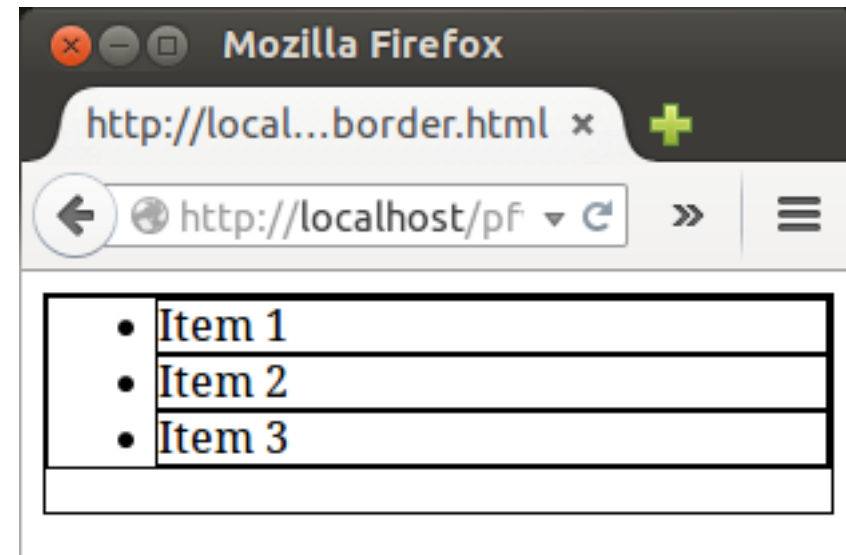 Mozilla Firefox
http://local...border.html
http://localhost/pf
• Item 1
• Item 2
• Item 3